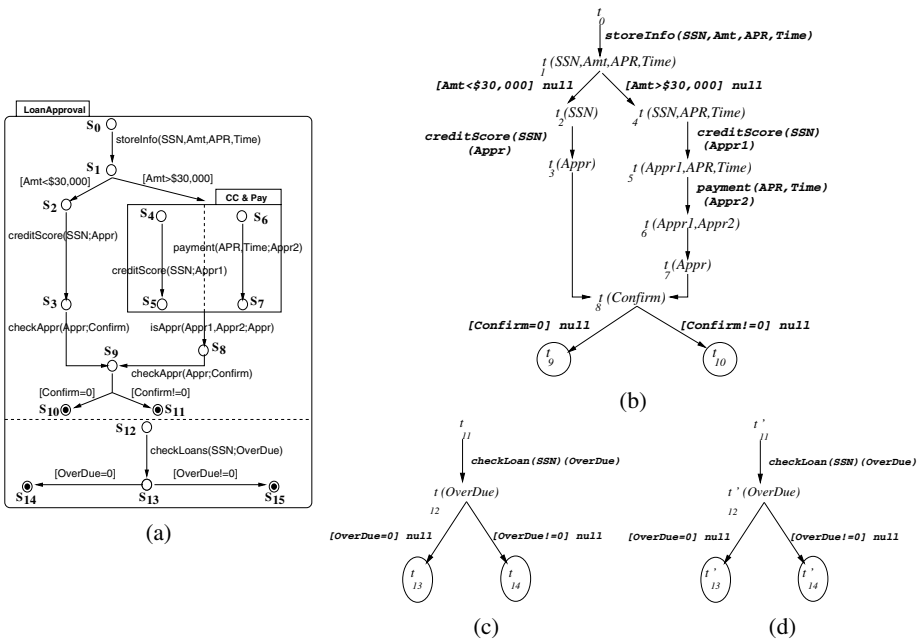 LoanApproval
S0
storeInfo(SSN,Amt,APR,Time)
S1
[Amt<$30,000]
[Amt>$30,000]
S2
CC & Pay
S4
S6
creditScore(SSN;Appr)
payment(APR,Time;Appr2)
creditScore(SSN;Appr1)
S3
S5
S7
checkAppr(Appr;Confirm)
isAppr(Appr1,Appr2;Appr)
S8
S9
checkAppr(Appr;Confirm)
[Confirm=0]
[Confirm!=0]
S10
S11
S12
checkLoans(SSN;OverDue)
[OverDue=0]
[OverDue!=0]
S14
S13
S15
(a)
t0
storeInfo(SSN,Amt,APR,Time)
t1(SSN,Amt,APR,Time)
[Amt<$30,000] null
[Amt>$30,000] null
t2(SSN)
t4(SSN,APR,Time)
creditScore(SSN)
(Appr)
creditScore(SSN)
(Appr1)
t3(Appr)
t5(Appr1,APR,Time)
payment(APR,Time)
(Appr2)
t6(Appr1,Appr2)
t7(Appr)
t8(Confirm)
[Confirm=0] null
[Confirm!=0] null
t9
t10
(b)
t11
checkLoan(SSN)(OverDue)
t12(OverDue)
[OverDue=0] null
[OverDue!=0] null
t13
t14
(c)
t'11
checkLoan(SSN)(OverDue)
t'12(OverDue)
[OverDue=0] null
[OverDue!=0] null
t'13
t'14
(d)